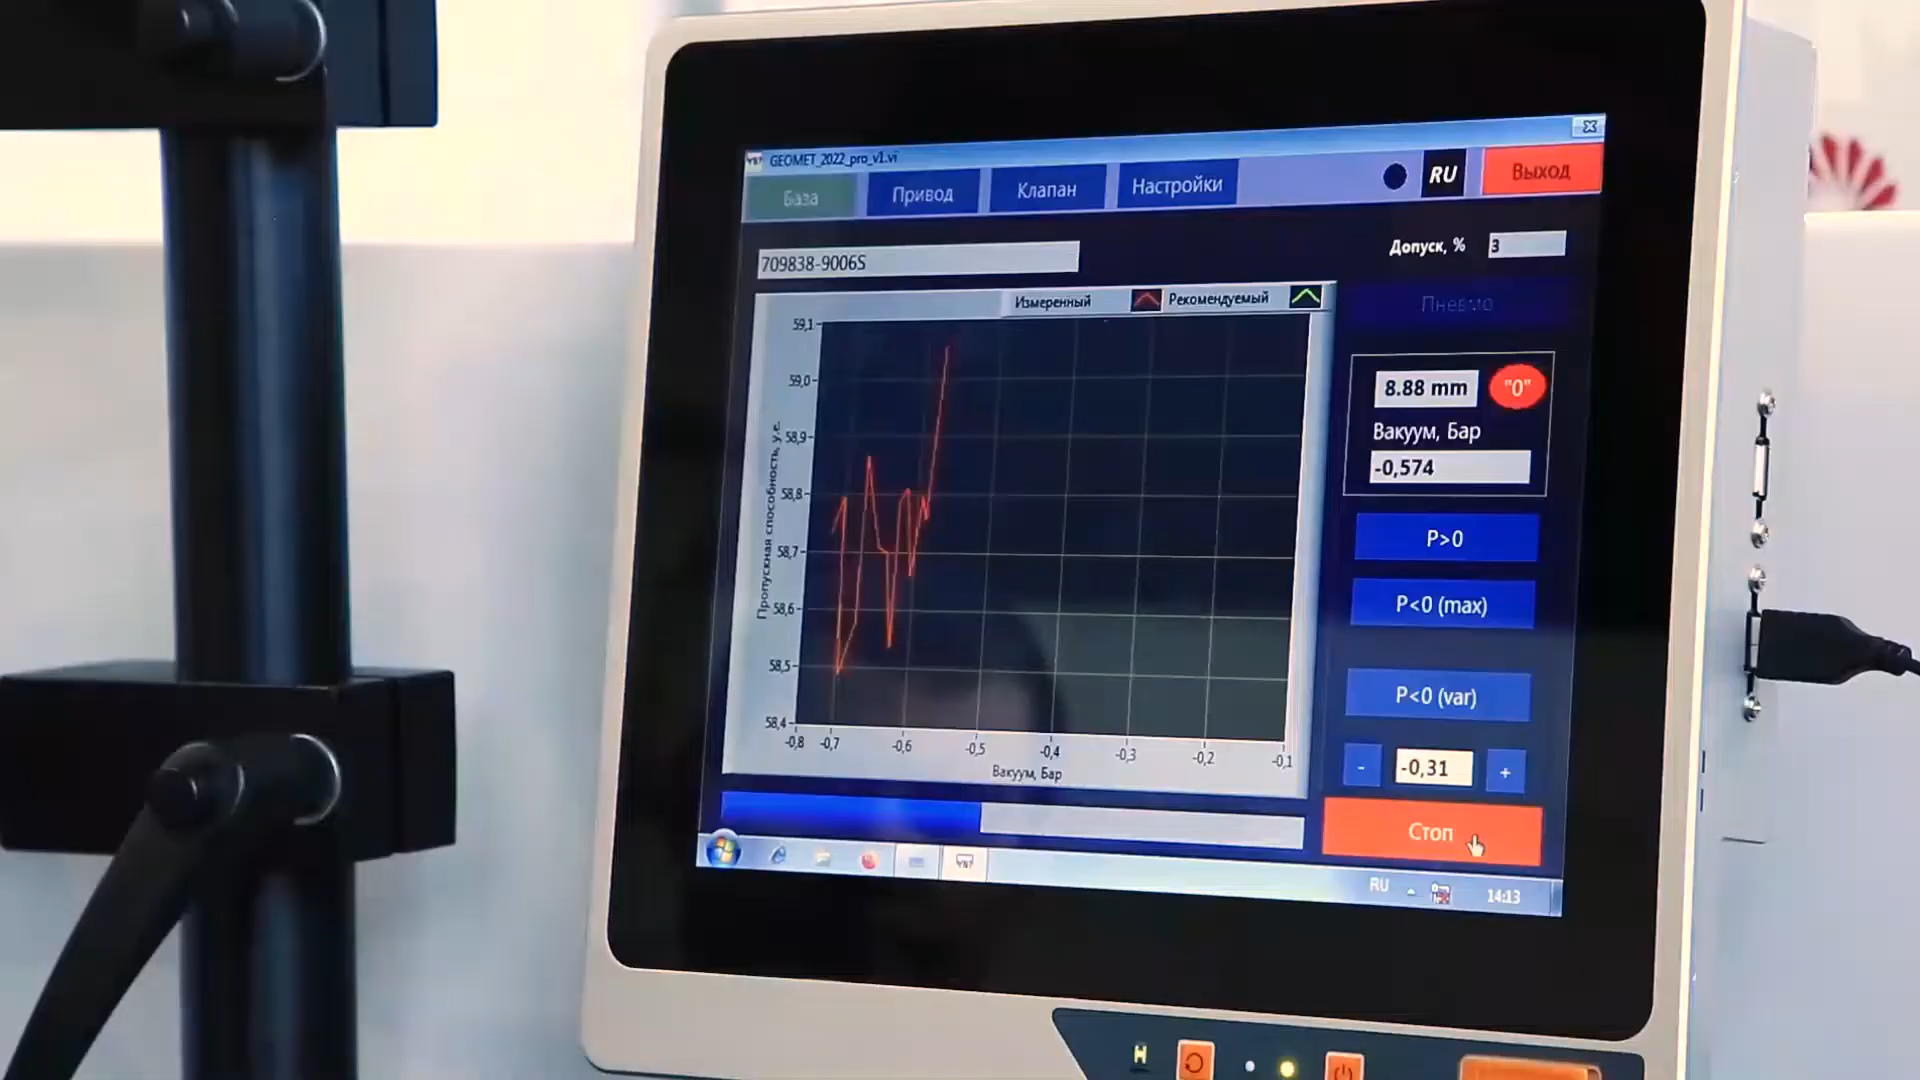 GEOMET_2022_pro_v1.vi
База
Привод
Клапан
Настройки
RU
Выход
709838-9006S
Допуск, %
3
Измеренный
Рекомендуемый
Пневмо
59,1
59,0
58,9
58,8
58,7
58,6
58,5
58,4
Пропускная способность, у.е.
-0,8
-0,7
-0,6
-0,5
-0,4
-0,3
-0,2
-0,1
Вакуум, Бар
8.88 mm
"0"
Вакуум, Бар
-0,574
P>0
P<0 (max)
P<0 (var)
-
-0,31
+
Стоп
RU
14:13
H